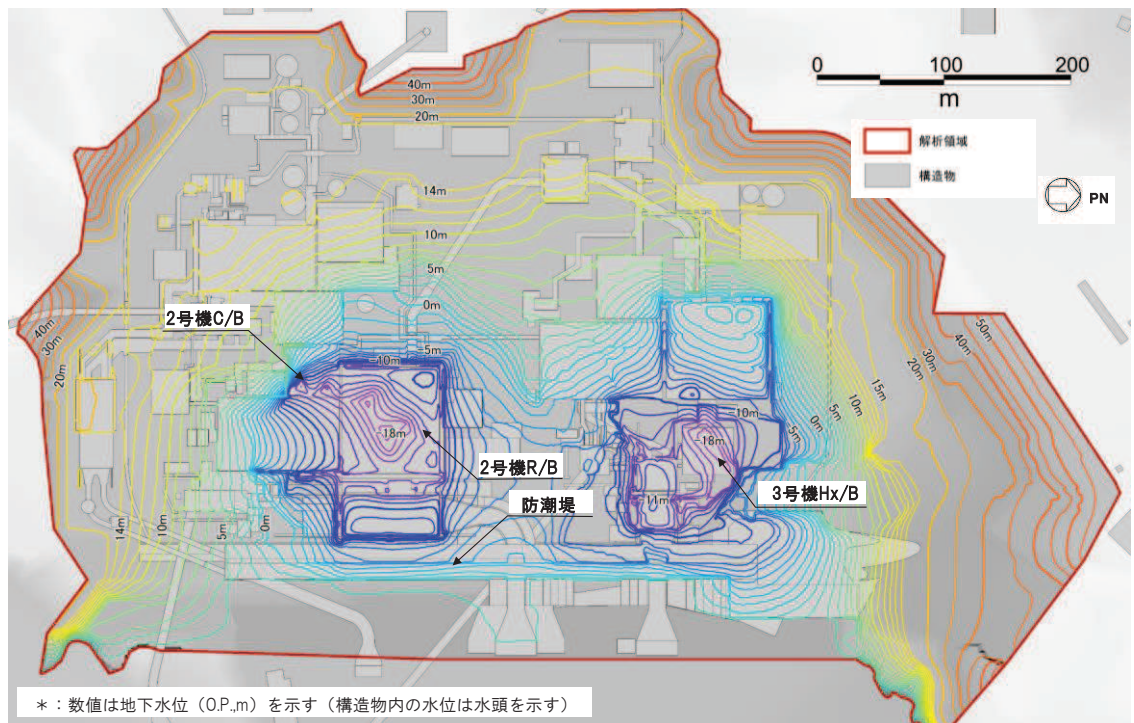 0 100 200
m
解析領域
構造物
PN
40m
30m
20m
14m
10m
5m
0m
-5m
-10m
2号機C/B
40m
30m
20m
50m
40m
30m
20m
15m
10m
5m
0m
-5m
-10m
-18m
-18m
2号機R/B
11m
3号機Hx/B
防潮堤
14m
10m
5m
0m
*：数値は地下水位（O.P.,m）を示す（構造物内の水位は水頭を示す）